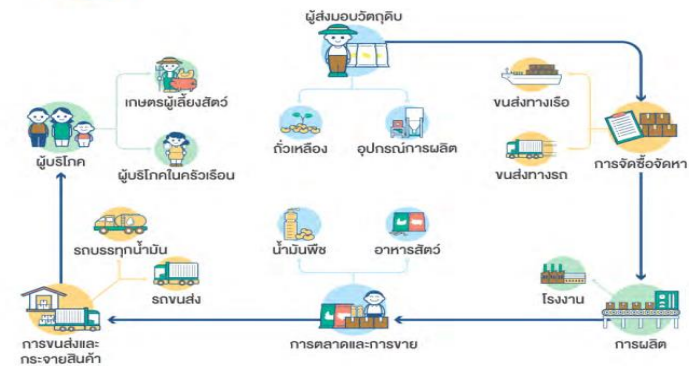 ผู้ส่งมอบวัตถุดิบ
เกษตรผู้เลี้ยงสัตว์
ขนส่งทางเรือ
ถั่วเหลือง
อุปกรณ์การผลิต
ผู้บริโภค
ผู้บริโภคในครัวเรือน
ขนส่งทางรถ
การจัดซื้อจัดหา
รถบรรทุกน้ำมัน
น้ำมันพืช
อาหารสัตว์
รถขนส่ง
โรงงาน
การขนส่งและ
กระจายสินค้า
การตลาดและการขาย
การผลิต